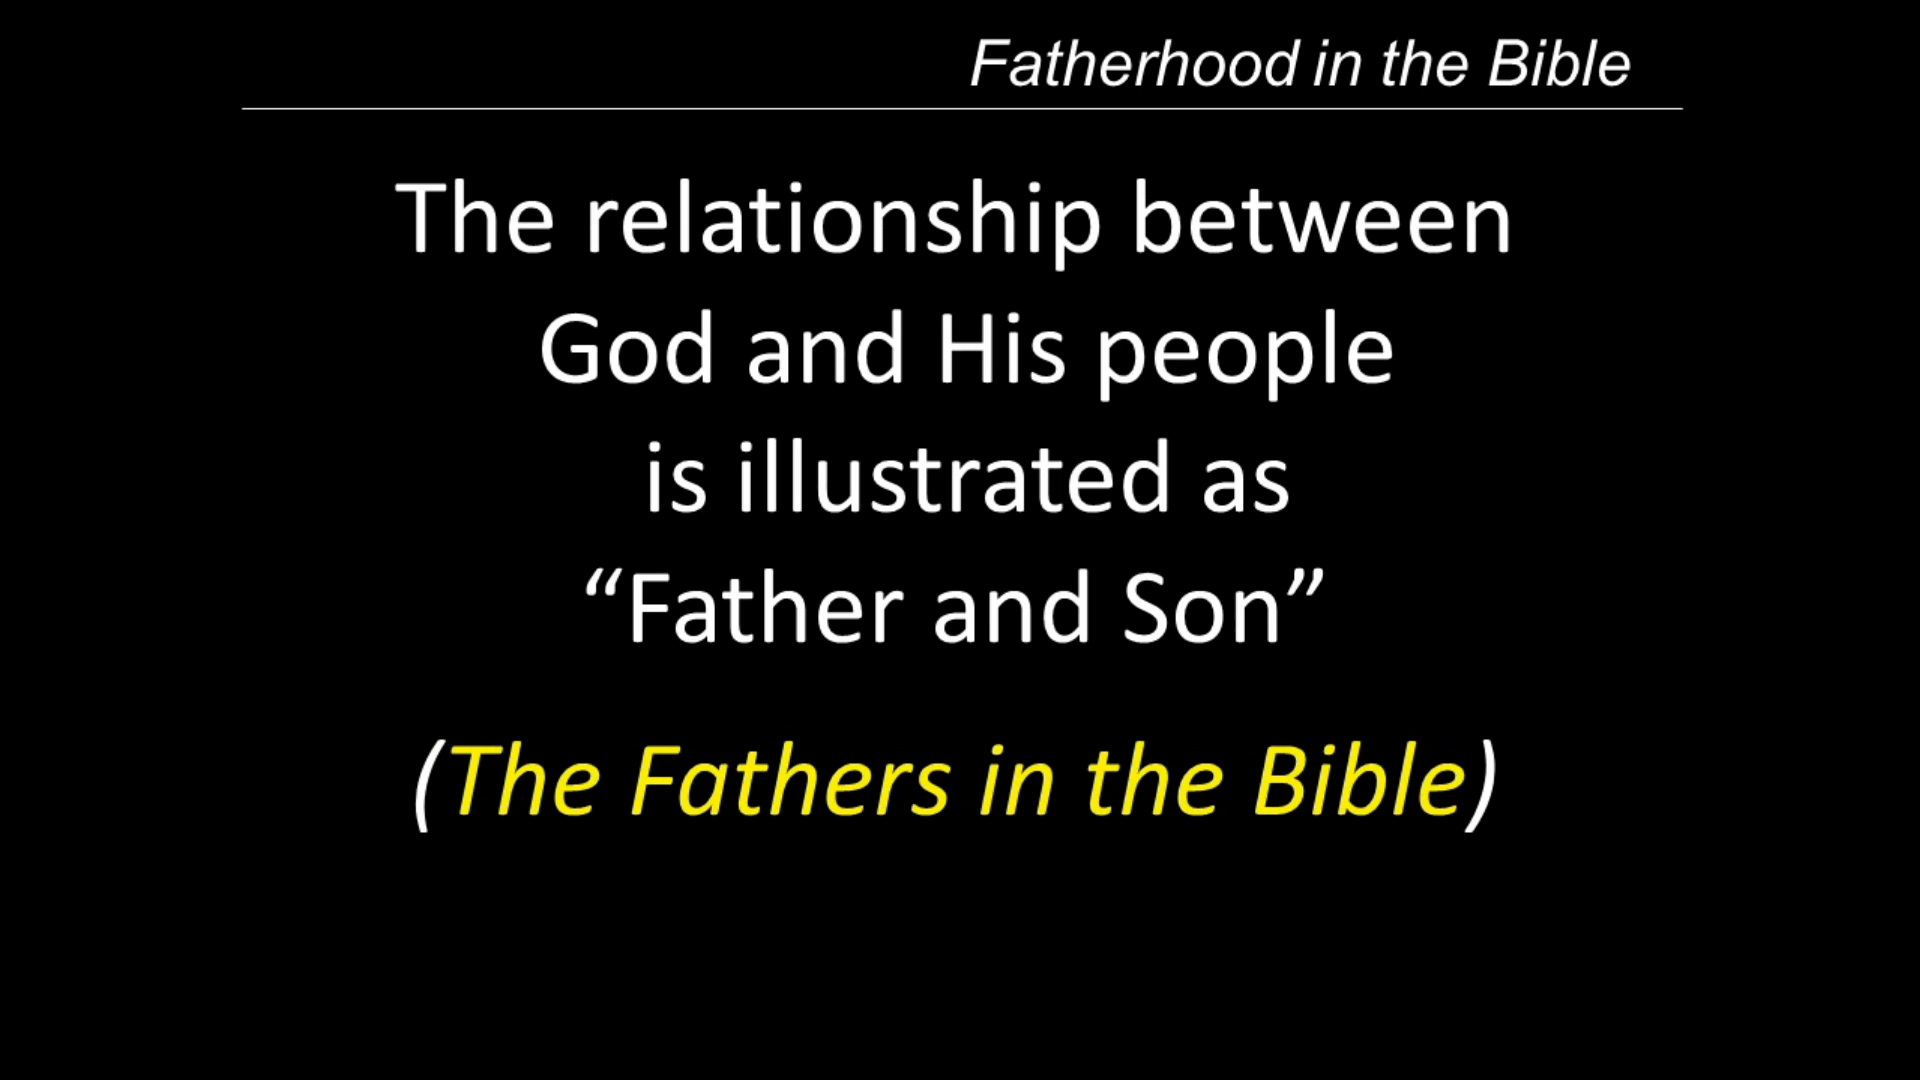 Fatherhood in the Bible
The relationship between
God and His people
is illustrated as
“Father and Son”
(The Fathers in the Bible)